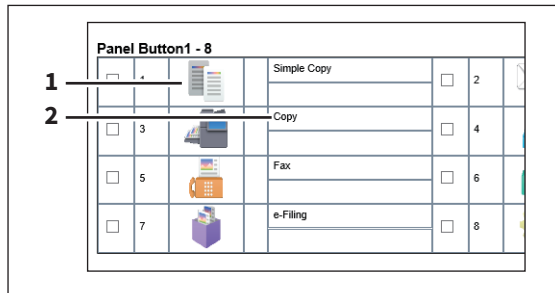 Panel Button1 - 8
1
1 Simple Copy 2
2
3 Copy 4
5 Fax 6
7 e-Filing 8